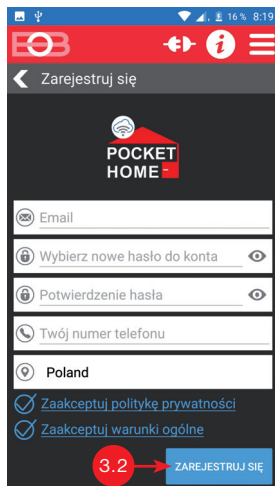 16% 8:19
EOB
Zarejestruj się
POCKET
HOME
Email
Wybierz nowe hasło do konta
Potwierdzenie hasła
Twój numer telefonu
Poland
Zaakceptuj politykę prywatności
Zaakceptuj warunki ogólne
3.2
ZAREJESTRUJ SIĘ